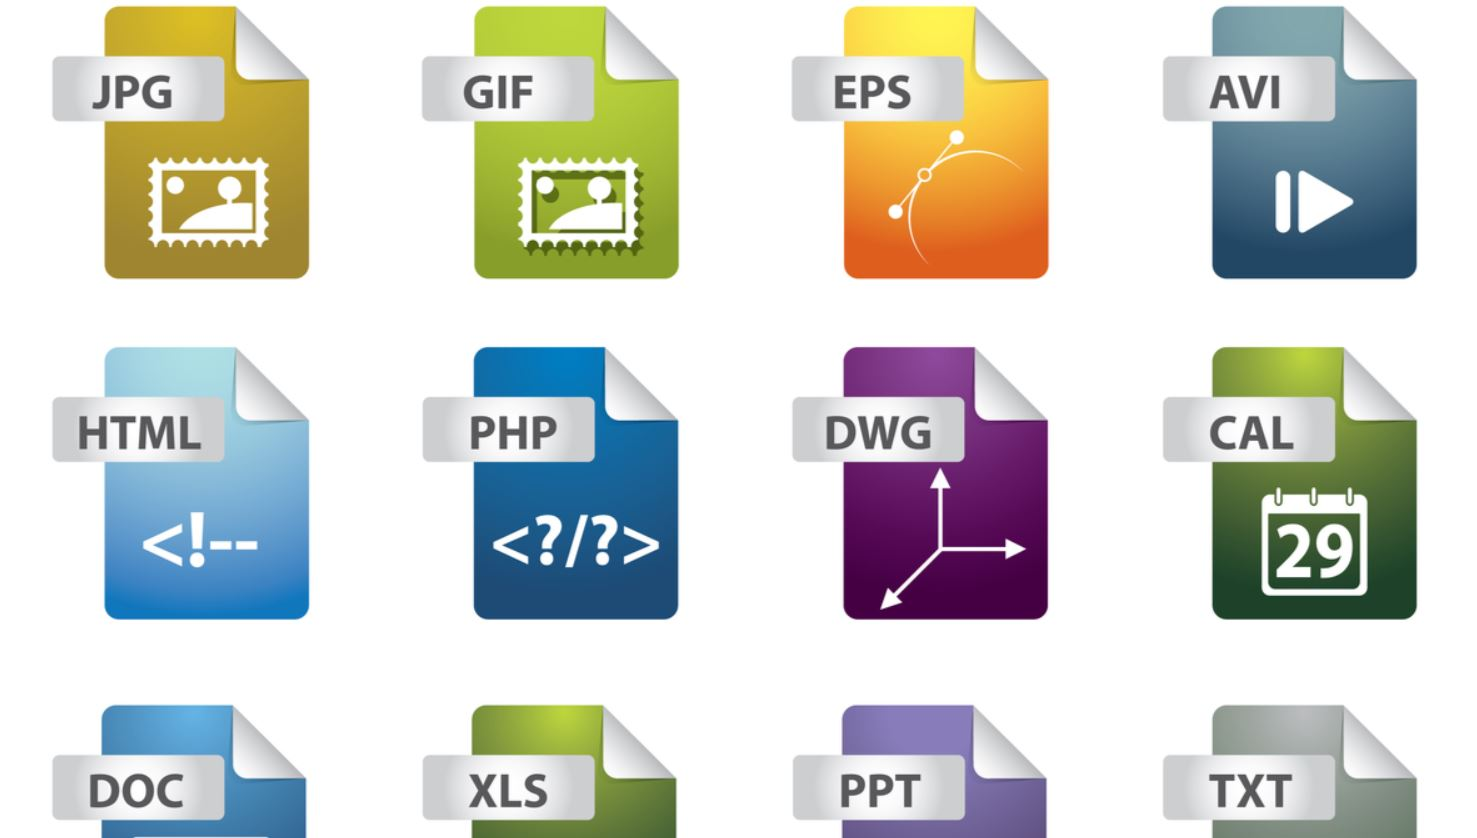 JPG
GIF
EPS
AVI
HTML
PHP
DWG
CAL
<!--
<?/?>
29
DOC
XLS
PPT
TXT